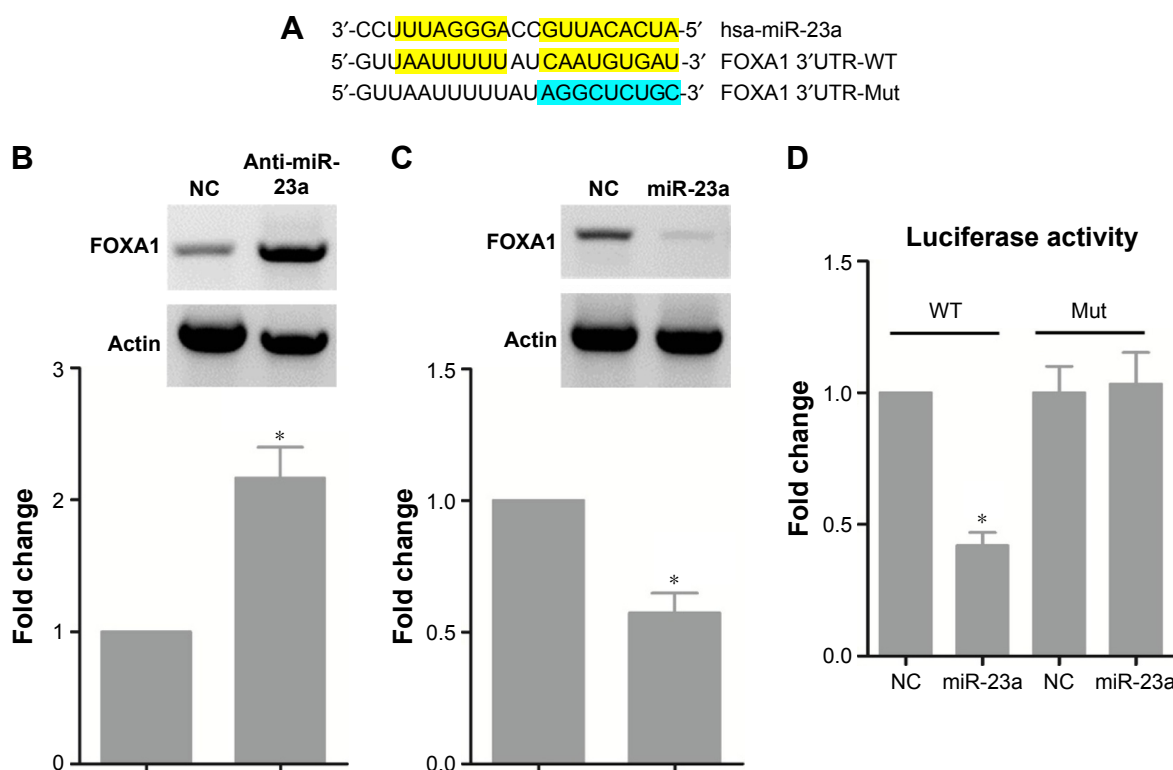 A
3′-CCUUUUAGGGACCGUUACACUA-5′ hsa-miR-23a
5′-GUUAAUUUUUAUCAAUGUGAU-3′ FOXA1 3′UTR-WT
5′-GUUAAUUUUUAUAGGCUCUGC-3′ FOXA1 3′UTR-Mut
B
NC
Anti-miR-
23a
FOXA1
Actin
Fold change
3
2
1
0
*
C
NC miR-23a
FOXA1
Actin
Fold change
1.5
1.0
0.5
0.0
*
D
Luciferase activity
Fold change
1.5
1.0
0.5
0.0
WT Mut
*
NC miR-23a NC miR-23a